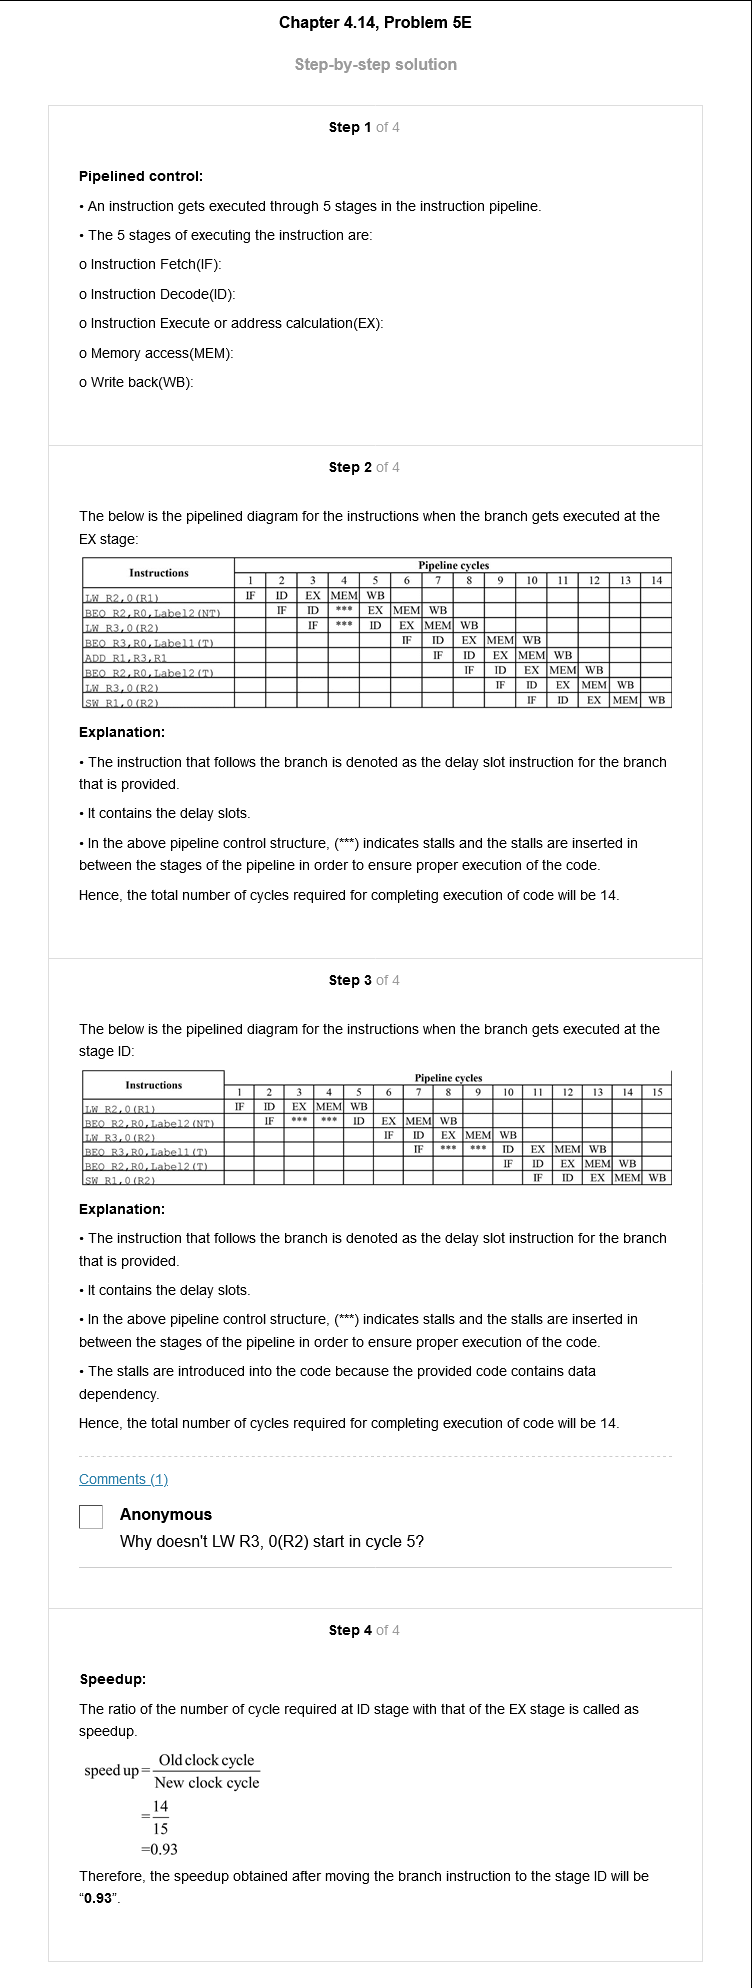 Chapter 4.14, Problem 5E
Step-by-step solution
Step 1 of 4
Pipelined control:
• An instruction gets executed through 5 stages in the instruction pipeline.
• The 5 stages of executing the instruction are:
o Instruction Fetch(IF):
o Instruction Decode(ID):
o Instruction Execute or address calculation(EX):
o Memory access(MEM):
o Write back(WB):
Step 2 of 4
The below is the pipelined diagram for the instructions when the branch gets executed at the
EX stage:
Instructions Pipeline cycles
1 2 3 4 5 6 7 8 9 10 11 12 13 14
LW R2,0(R1) IF ID EX MEM WB
BEQ R2,R0,Label2(NT) IF ID *** EX MEM WB
LW R3,0(R2) IF *** ID EX MEM WB
BEQ R3,R0,Label1(T) IF ID EX MEM WB
ADD R1,R3,R1 IF ID EX MEM WB
BEQ R2,R0,Label2(T) IF ID EX MEM WB
LW R3,0(R2) IF ID EX MEM WB
SW R1,0(R2) IF ID EX MEM WB
Explanation:
• The instruction that follows the branch is denoted as the delay slot instruction for the branch
that is provided.
• It contains the delay slots.
• In the above pipeline control structure, (***) indicates stalls and the stalls are inserted in
between the stages of the pipeline in order to ensure proper execution of the code.
Hence, the total number of cycles required for completing execution of code will be 14.
Step 3 of 4
The below is the pipelined diagram for the instructions when the branch gets executed at the
stage ID:
Instructions Pipeline cycles
1 2 3 4 5 6 7 8 9 10 11 12 13 14 15
LW R2,0(R1) IF ID EX MEM WB
BEQ R2,R0,Label2(NT) IF *** *** ID EX MEM WB
LW R3,0(R2) IF ID EX MEM WB
BEQ R3,R0,Label1(T) IF *** *** ID EX MEM WB
BEQ R2,R0,Label2(T) IF ID EX MEM WB
SW R1,0(R2) IF ID EX MEM WB
Explanation:
• The instruction that follows the branch is denoted as the delay slot instruction for the branch
that is provided.
• It contains the delay slots.
• In the above pipeline control structure, (***) indicates stalls and the stalls are inserted in
between the stages of the pipeline in order to ensure proper execution of the code.
• The stalls are introduced into the code because the provided code contains data
dependency.
Hence, the total number of cycles required for completing execution of code will be 14.
Comments (1)
Anonymous
Why doesn't LW R3, 0(R2) start in cycle 5?
Step 4 of 4
Speedup:
The ratio of the number of cycle required at ID stage with that of the EX stage is called as
speedup.
speed up = Old clock cycle
New clock cycle
= 14
15
=0.93
Therefore, the speedup obtained after moving the branch instruction to the stage ID will be
“0.93”.